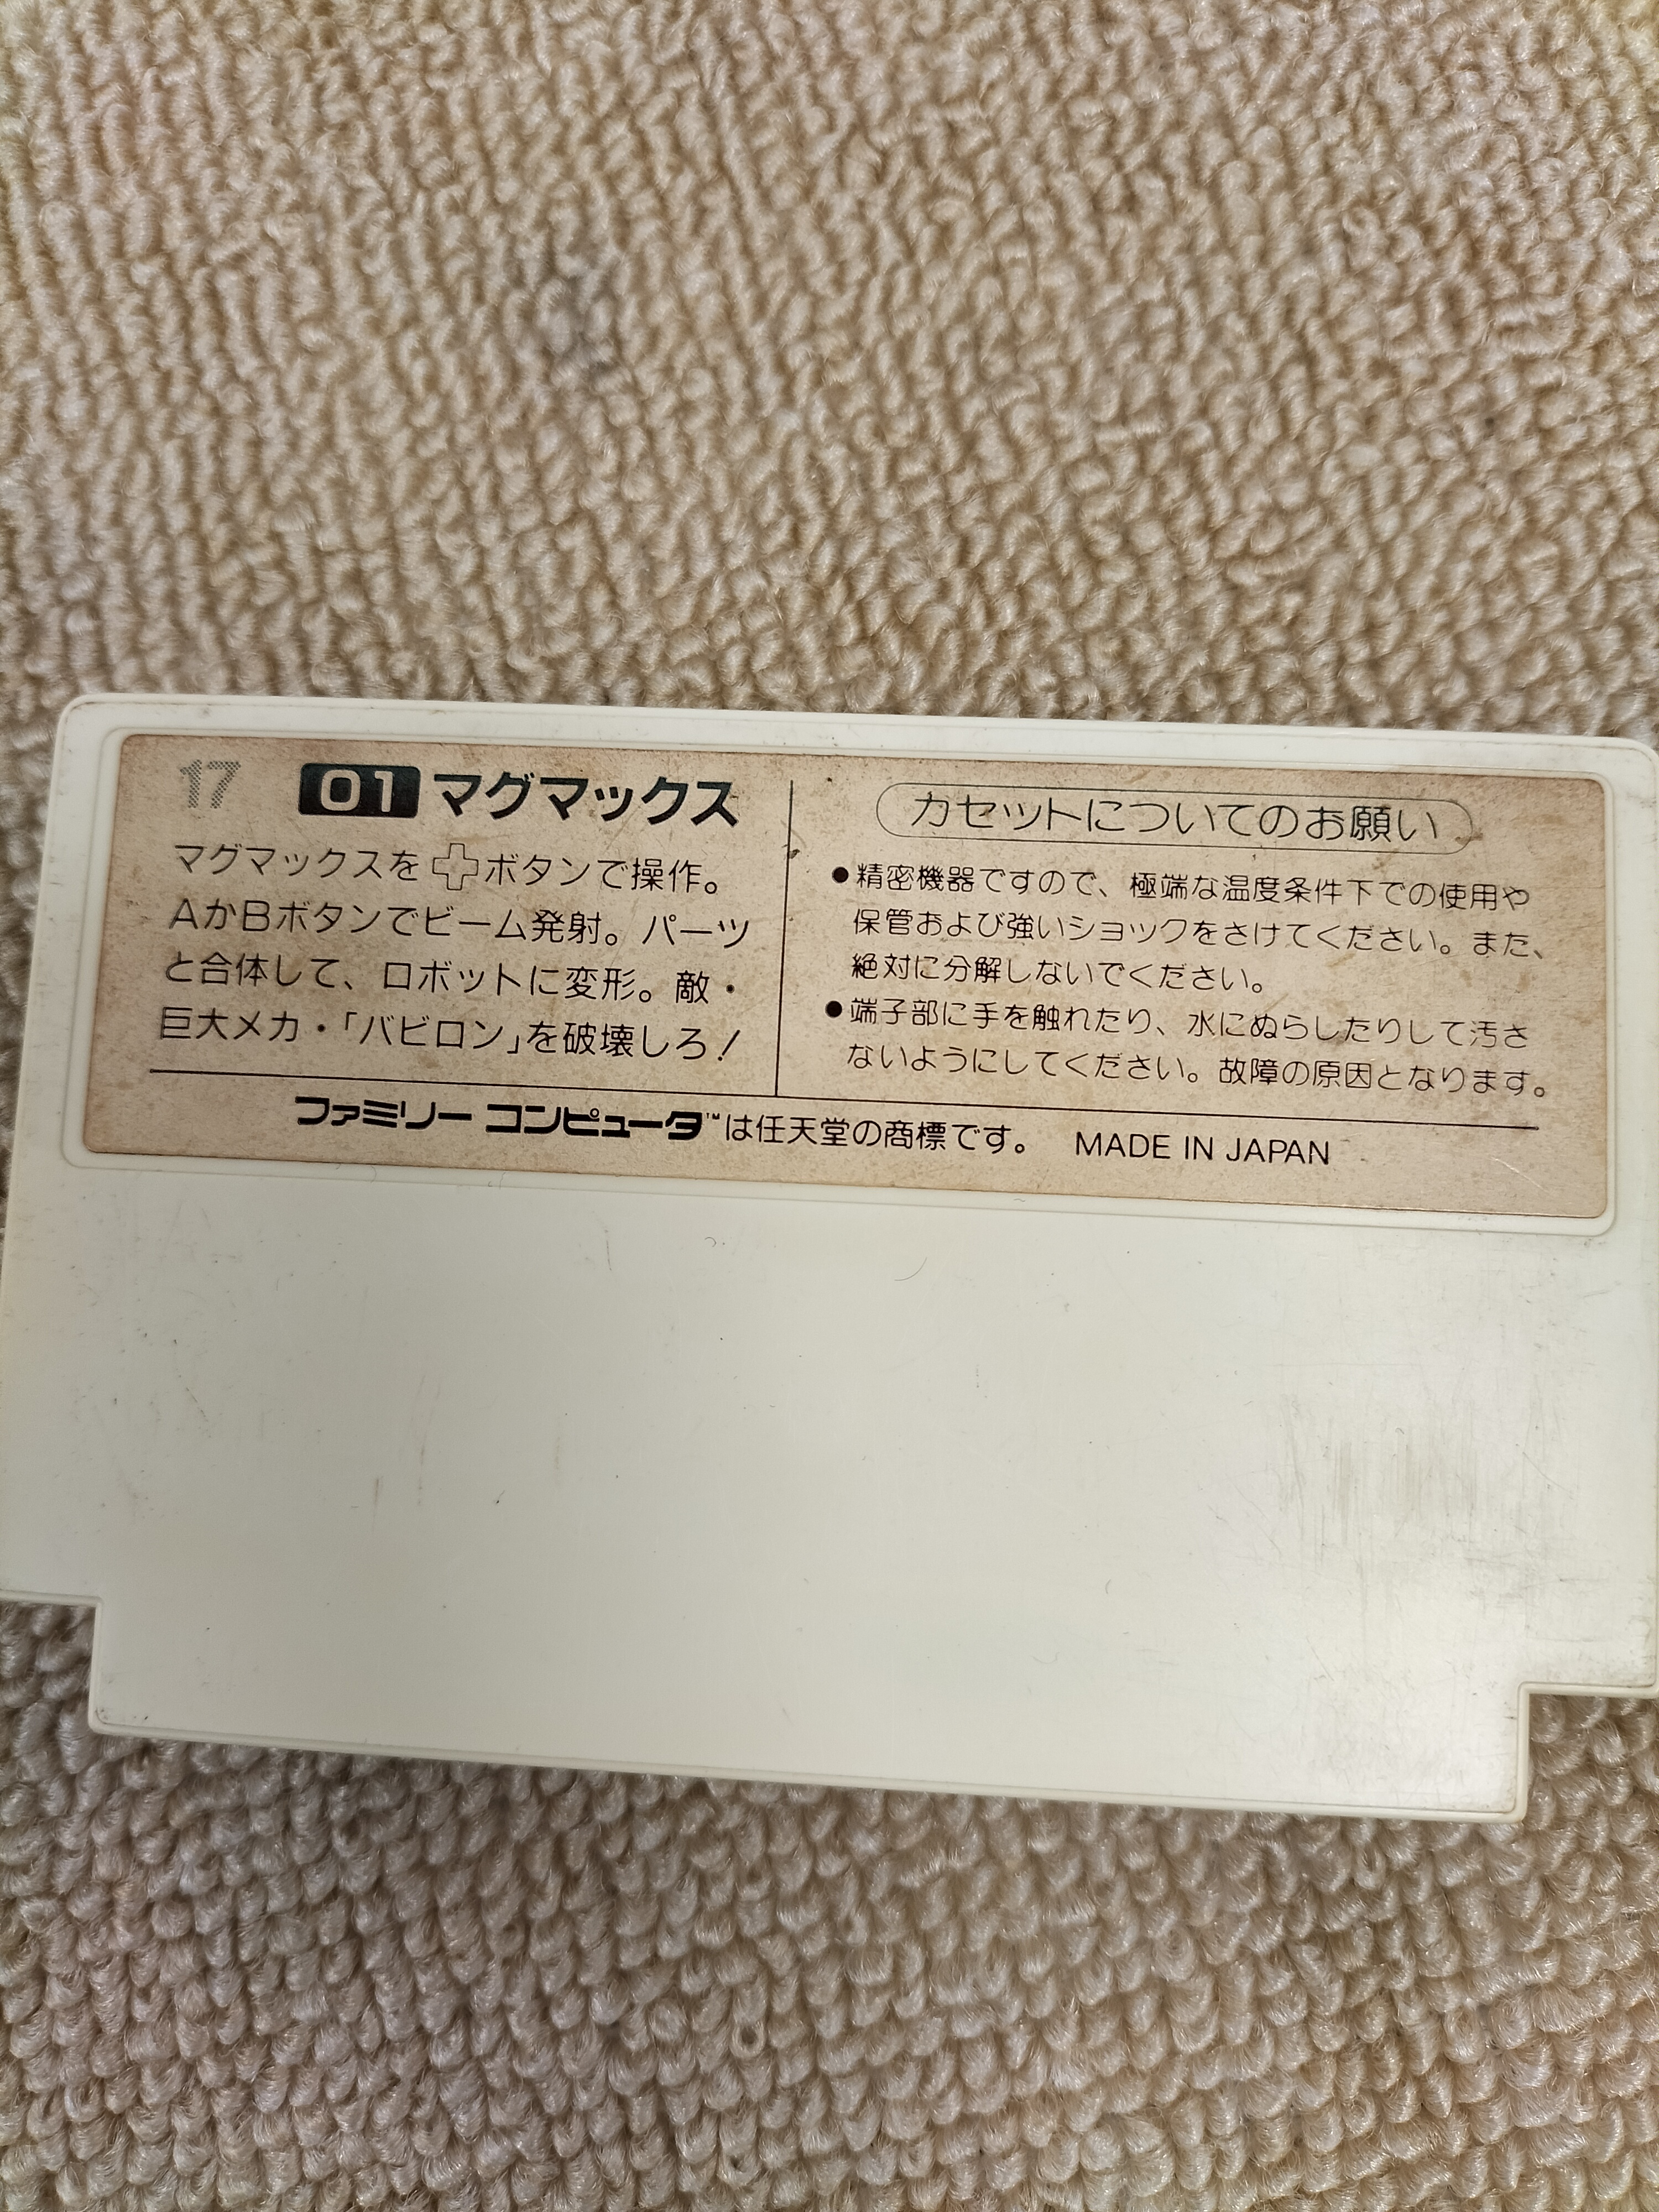 17
01 マグマックス
マグマックスを✚ボタンで操作。
AかBボタンでビーム発射。パーツ
と合体して、ロボットに変形。敵・
巨大メカ・「バビロン」を破壊しろ!
カセットについてのお願い
●精密機器ですので、極端な温度条件下での使用や
保管および強いショックをさけてください。また、
絶対に分解しないでください。
●端子部に手を触れたり、水にぬらしたりして汚さ
ないようにしてください。故障の原因となります。
ファミリー コンピュータ™は任天堂の商標です。 MADE IN JAPAN